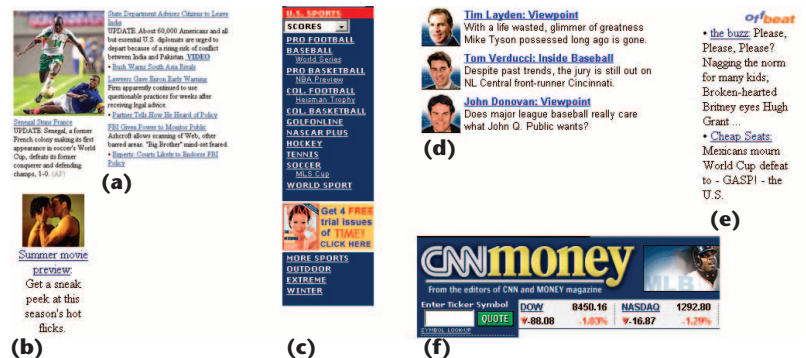 State Department Advises Citizens to Leave
India
UPDATE: About 60,000 Americans and all
but essential U.S. diplomats are urged to
depart because of a rising risk of conflict
between India and Pakistan. VIDEO
• Bush Warns South Asia Rivals
Lawyers Gave Enron Early Warning
Firm apparently continued to use
questionable practices for weeks after
receiving legal advice.
• Partner Tells How He Heard of Policy
FBI Given Power to Monitor Public
Ashcroft allows scanning of Web, other
barred areas. "Big Brother" mind-set feared.
• Experts: Courts Likely to Endorse FBI
Policy
Senegal Stuns France
UPDATE: Senegal, a former
French colony making its first
appearance in soccer's World
Cup, defeats its former
conquerer and defending
champs, 1-0. (AP)
(a)
Summer movie
preview:
Get a sneak
peek at this
season's hot
flicks.
(b)
U.S. SPORTS
SCORES
PRO FOOTBALL
BASEBALL
World Series
PRO BASKETBALL
NBA Preview
COL. FOOTBALL
Heisman Trophy
COL. BASKETBALL
GOLFONLINE
NASCAR PLUS
HOCKEY
TENNIS
SOCCER
MLS Cup
WORLD SPORT
Get 4 FREE
trial issues
of TIME!
CLICK HERE
MORE SPORTS
OUTDOOR
EXTREME
WINTER
(c)
Tim Layden: Viewpoint
With a life wasted, glimmer of greatness
Mike Tyson possessed long ago is gone.
Tom Verducci: Inside Baseball
Despite past trends, the jury is still out on
NL Central front-runner Cincinnati.
John Donovan: Viewpoint
Does major league baseball really care
what John Q. Public wants?
(d)
offbeat
• the buzz: Please,
Please, Please?
Nagging the norm
for many kids;
Broken-hearted
Britney eyes Hugh
Grant ...
• Cheap Seats:
Mexicans mourn
World Cup defeat
to - GASP! - the
U.S.
(e)
CNNmoney
From the editors of CNN and MONEY magazine
MLB
Enter Ticker Symbol
QUOTE
SYMBOL LOOK-UP
DOW 8450.16 NASDAQ 1292.80
▼-88.08 -1.03% ▼-16.87 -1.29%
(f)